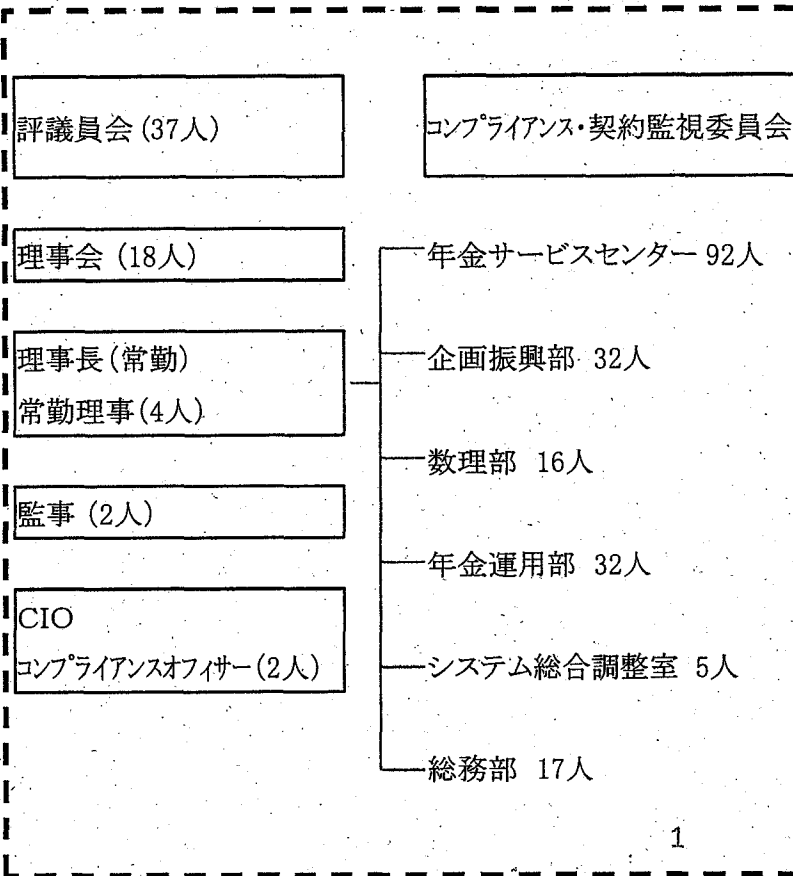 評議員会(37人)
コンプライアンス・契約監視委員会
理事会 (18人)
理事長(常勤)
常勤理事(4人)
監事 (2人)
CIO
コンプライアンスオフィサー(2人)
年金サービスセンター 92人
企画振興部 32人
数理部 16人
年金運用部 32人
システム総合調整室 5人
総務部 17人
1